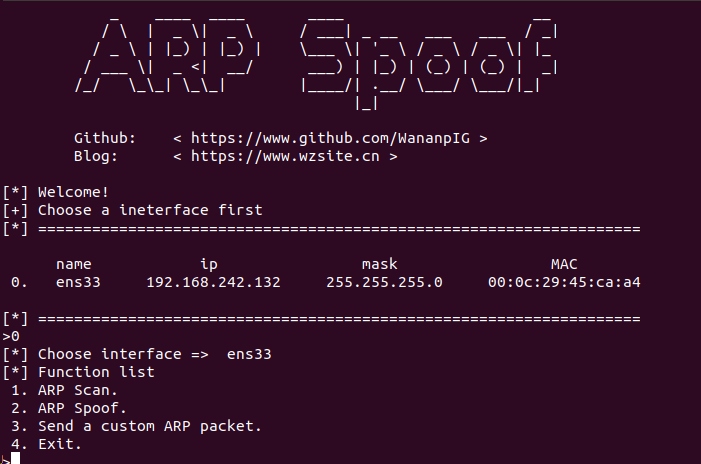 ARP Spoof
Github: < https://www.github.com/WananpIG >
Blog: < https://www.wzsite.cn >
[*] Welcome!
[+] Choose a ineterface first
[*] ===================================================================
name ip mask MAC
0. ens33 192.168.242.132 255.255.255.0 00:0c:29:45:ca:a4
[*] ===================================================================
>0
[*] Choose interface => ens33
[*] Function list
1. ARP Scan.
2. ARP Spoof.
3. Send a custom ARP packet.
4. Exit.
>